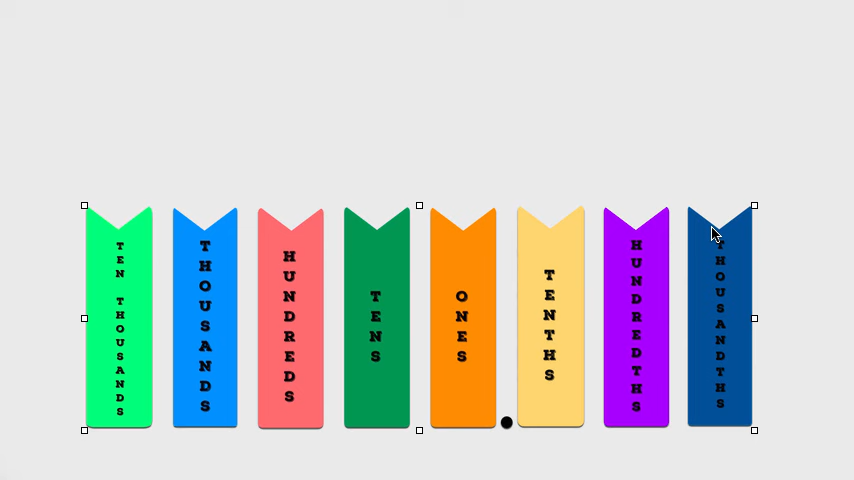 TEN THOUSANDS
THOUSANDS
HUNDREDS
TENS
ONES
TENTHS
HUNDREDTHS
THOUSANDTHS